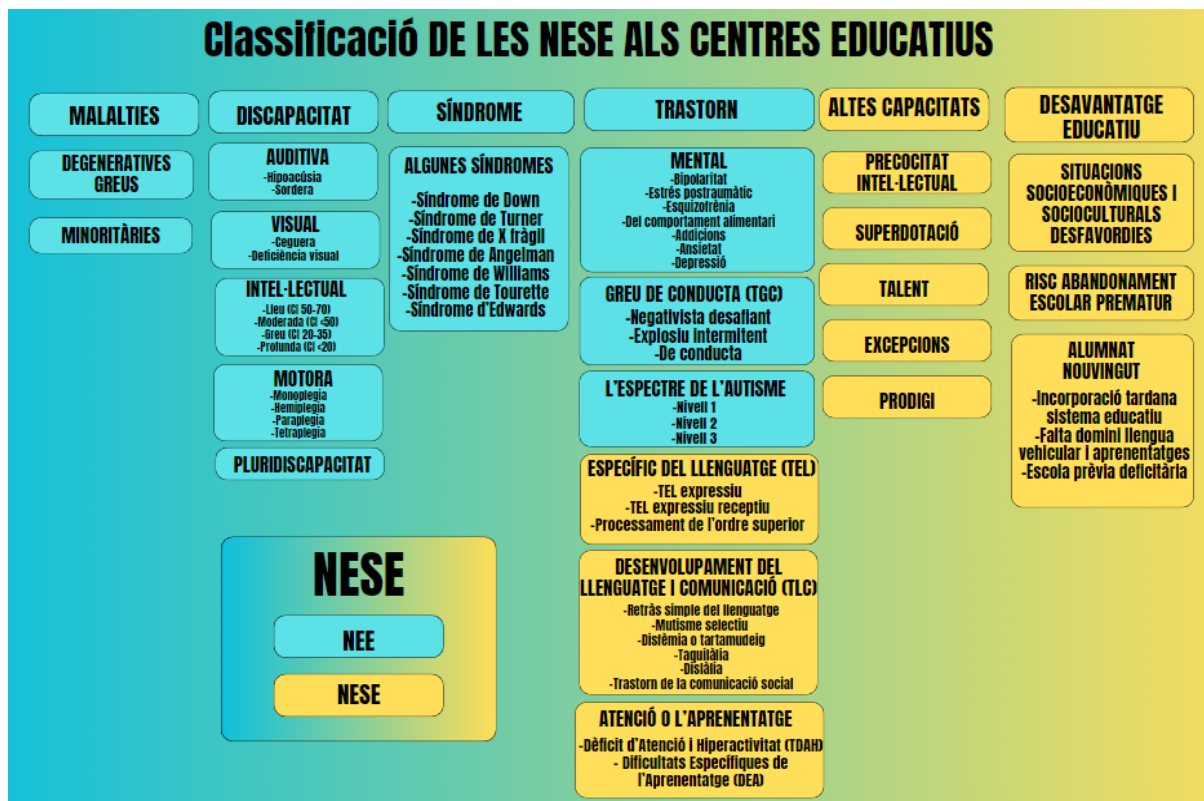 Classificació DE LES NESE ALS CENTRES EDUCATIUS
MALALTIES
DEGENERATIVES
GREUS
MINORITÀRIES
DISCAPACITAT
AUDITIVA
-Hipoacúsia
-Sordera
VISUAL
-Ceguera
-Deficiència visual
INTEL·LECTUAL
-Lleu (CI 50-70)
-Moderada (CI <50)
-Greu (CI 20-35)
-Profunda (CI <20)
MOTORA
-Monoplegia
-Hemiplegia
-Paraplegia
-Tetraplegia
PLURIDISCAPACITAT
SÍNDROME
ALGUNES SÍNDROMES
-Síndrome de Down
-Síndrome de Turner
-Síndrome de X fràgil
-Síndrome de Angelman
-Síndrome de Williams
-Síndrome de Tourette
-Síndrome d'Edwards
TRASTORN
MENTAL
-Bipolaritat
-Estrés postraumàtic
-Esquizofrènia
-Del comportament alimentari
-Addicions
-Ansietat
-Depressió
GREU DE CONDUCTA (TGC)
-Negativista desafiant
-Explosiu intermitent
-De conducta
L'ESPECTRE DE L'AUTISME
-Nivell 1
-Nivell 2
-Nivell 3
ESPECÍFIC DEL LLENGUATGE (TEL)
-TEL expressiu
-TEL expressiu receptiu
-Processament de l'ordre superior
DESENVOLUPAMENT DEL
LLENGUATGE I COMUNICACIÓ (TLC)
-Retràs simple del llenguatge
-Mutisme selectiu
-Disfèmia o tartamudeig
-Taquilàlia
-Dislàlia
-Trastorn de la comunicació social
ATENCIÓ O L'APRENENTATGE
-Dèficit d'Atenció i Hiperactivitat (TDAH)
- Dificultats Específiques de
l'Aprenentatge (DEA)
ALTES CAPACITATS
PRECOCITAT
INTEL·LECTUAL
SUPERDOTACIÓ
TALENT
EXCEPCIONS
PRODIGI
DESAVANTATGE
EDUCATIU
SITUACIONS
SOCIOECONÒMIQUES I
SOCIOCULTURALS
DESFAVORDIES
RISC ABANDONAMENT
ESCOLAR PREMATUR
ALUMNAT
NOUVINGUT
-Incorporació tardana
sistema educatiu
-Falta domini llengua
vehicular i aprenentatges
-Escola prèvia deficitària
NESE
NEE
NESE